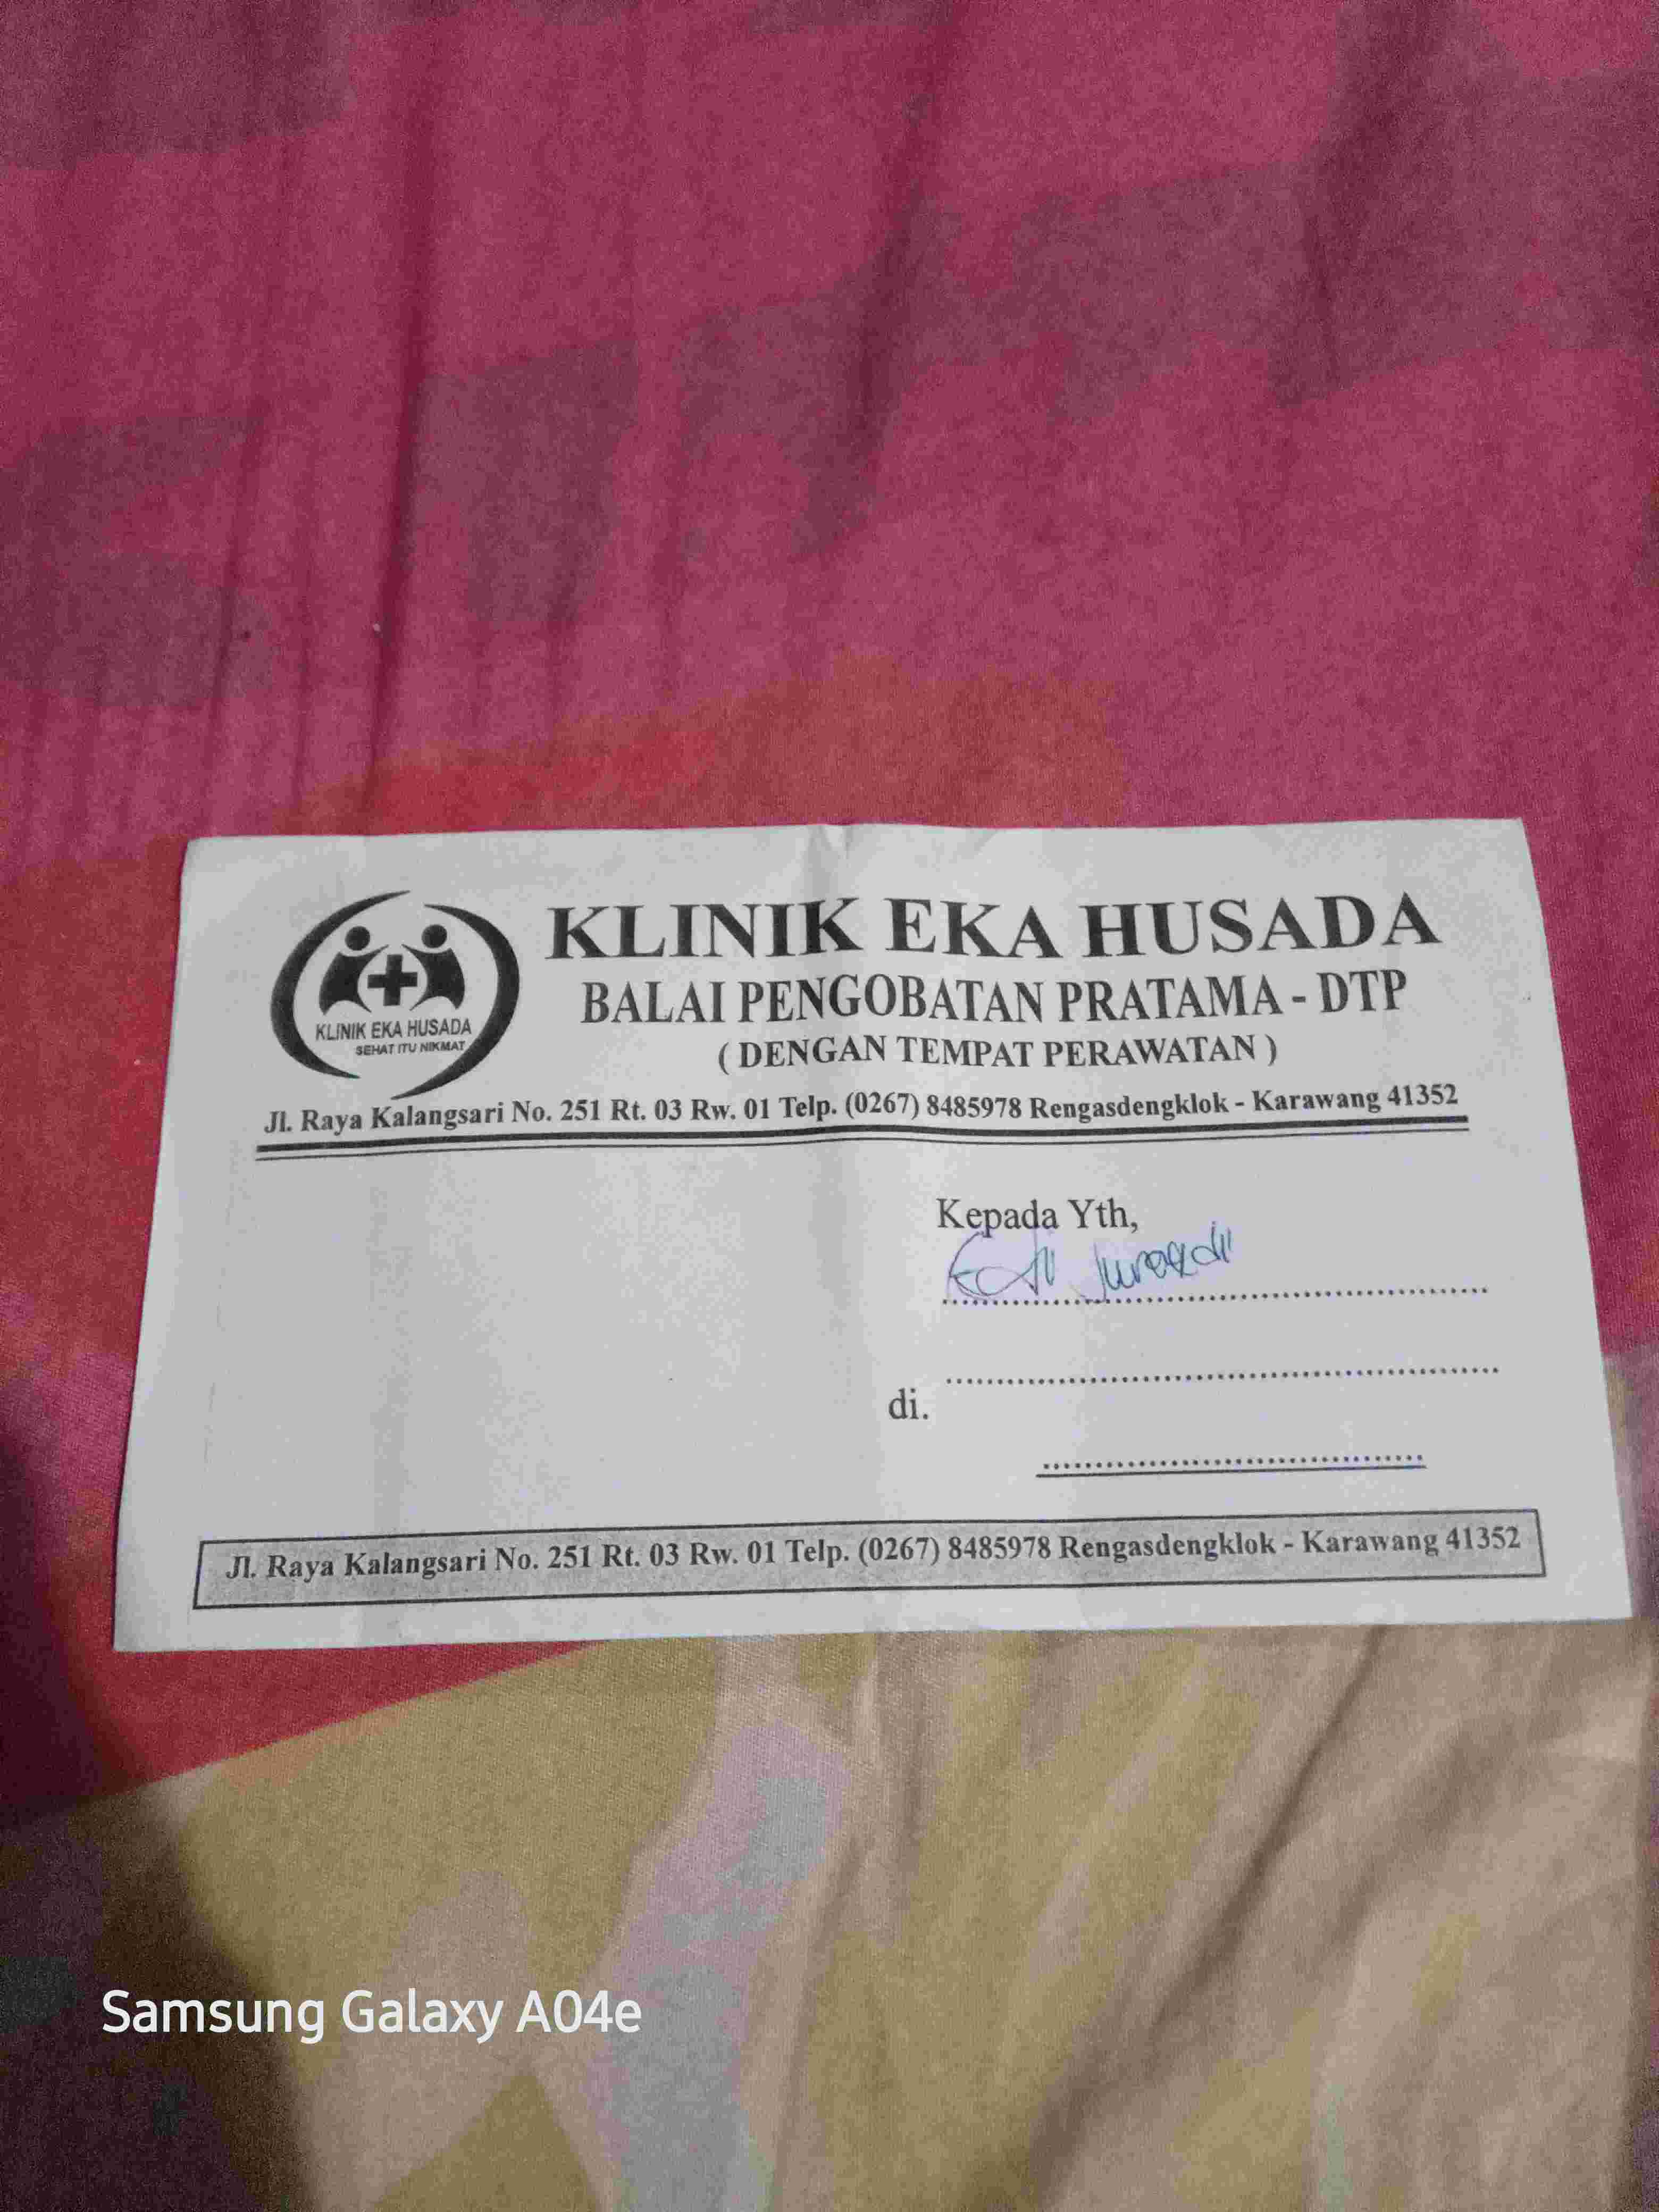 KLINIK EKA HUSADA
BALAI PENGOBATAN PRATAMA - DTP
( DENGAN TEMPAT PERAWATAN )
KLINIK EKA HUSADA
SEHAT ITU NIKMAT
Jl. Raya Kalangsari No. 251 Rt. 03 Rw. 01 Telp. (0267) 8485978 Rengasdengklok - Karawang 41352
Kepada Yth,
di.
Jl. Raya Kalangsari No. 251 Rt. 03 Rw. 01 Telp. (0267) 8485978 Rengasdengklok - Karawang 41352
Samsung Galaxy A04e